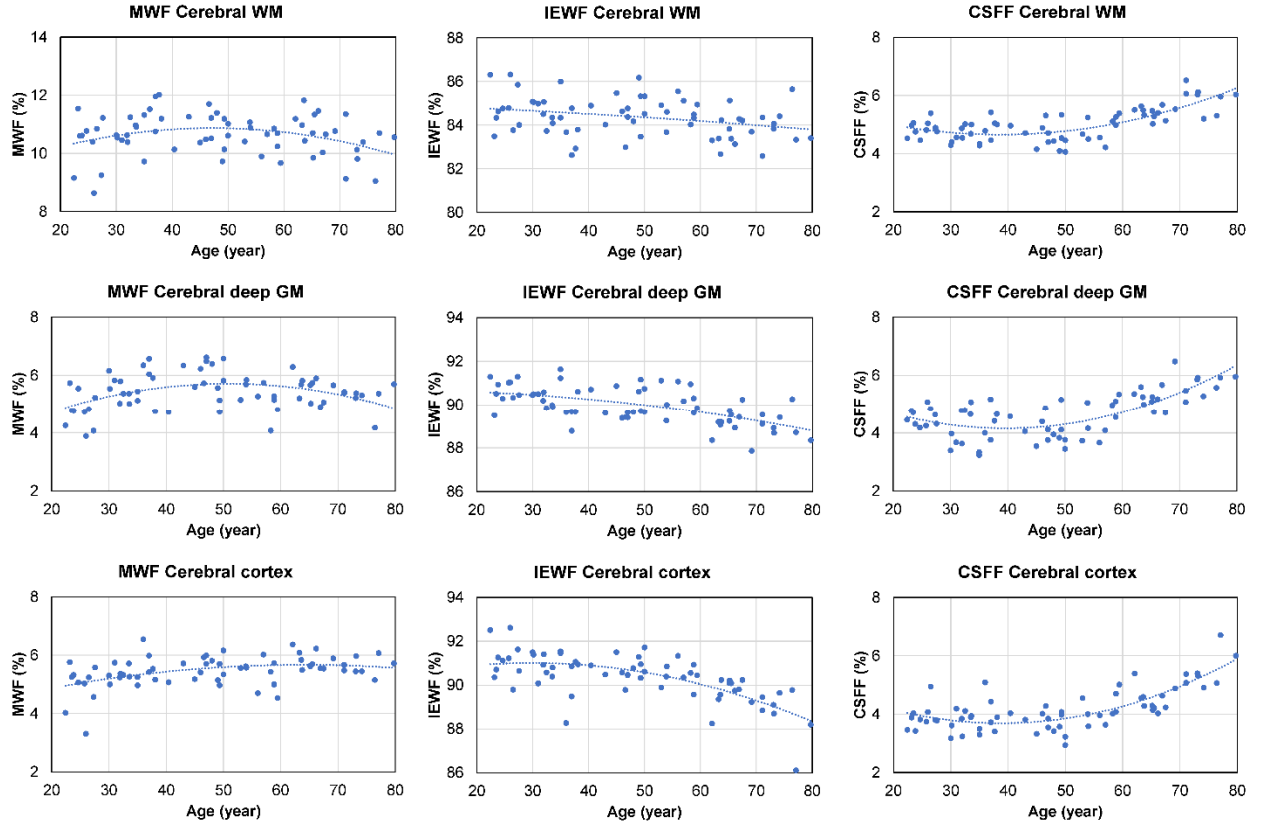 MWF Cerebral WM
IEWF Cerebral WM
CSFF Cerebral WM
MWF (%)
14
12
10
8
20 30 40 50 60 70 80
Age (year)
IEWF (%)
88
86
84
82
80
20 30 40 50 60 70 80
Age (year)
CSFF (%)
8
6
4
2
20 30 40 50 60 70 80
Age (year)
MWF Cerebral deep GM
IEWF Cerebral deep GM
CSFF Cerebral deep GM
MWF (%)
8
6
4
2
20 30 40 50 60 70 80
Age (year)
IEWF (%)
94
92
90
88
86
20 30 40 50 60 70 80
Age (year)
CSFF (%)
8
6
4
2
20 30 40 50 60 70 80
Age (year)
MWF Cerebral cortex
IEWF Cerebral cortex
CSFF Cerebral cortex
MWF (%)
8
6
4
2
20 30 40 50 60 70 80
Age (year)
IEWF (%)
94
92
90
88
86
20 30 40 50 60 70 80
Age (year)
CSFF (%)
8
6
4
2
20 30 40 50 60 70 80
Age (year)